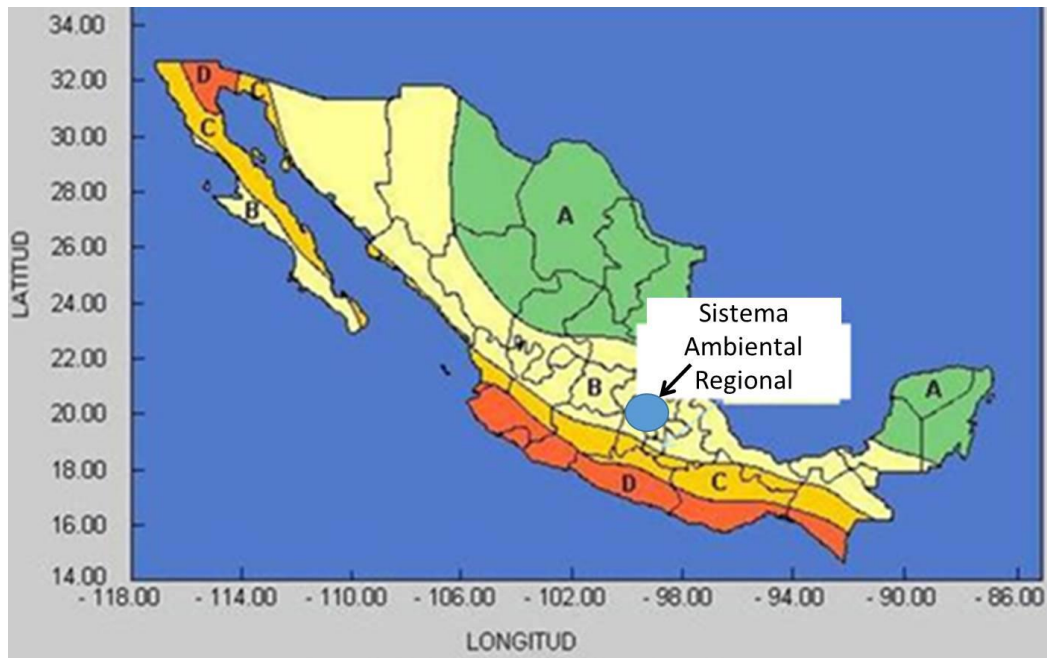 34.00
32.00
30.00
28.00
26.00
24.00
22.00
20.00
18.00
16.00
14.00
LATITUD
D
C
C
B
A
Sistema
Ambiental
Regional
B
A
D
C
- 118.00 - 114.00 - 110.00 - 106.00 - 102.00 - 98.00 - 94.00 - 90.00 - 86.00
LONGITUD